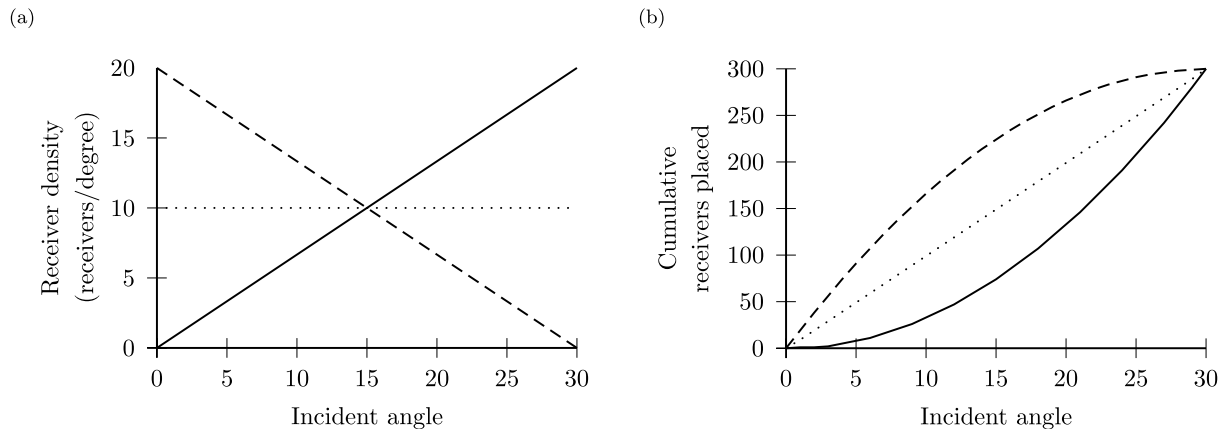 (a)
20
15
10
5
0
Receiver density
(receivers/degree)
0 5 10 15 20 25 30
Incident angle
(b)
300
250
200
150
100
50
0
Cumulative
receivers placed
0 5 10 15 20 25 30
Incident angle